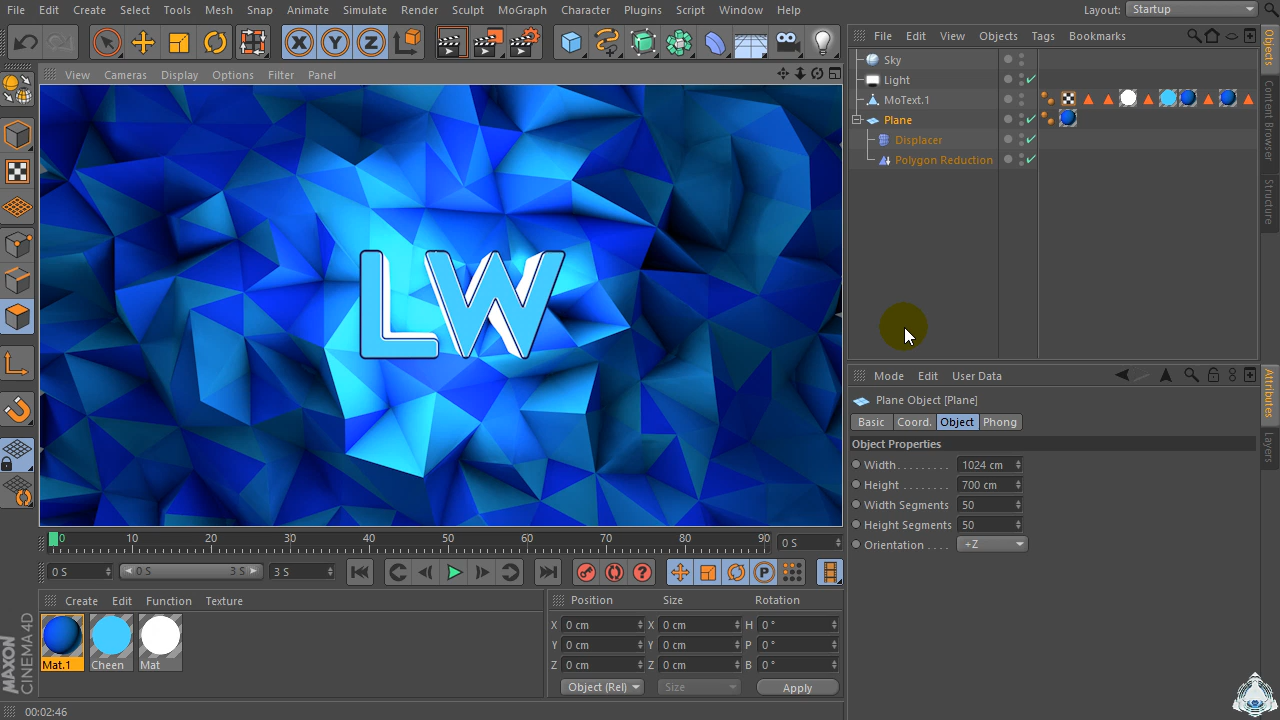 File Edit Create Select Tools Mesh Snap Animate Simulate Render Sculpt MoGraph Character Plugins Script Window Help Layout: Startup
View Cameras Display Options Filter Panel
File Edit View Objects Tags Bookmarks
Objects
Content Browser
Structure
Sky
Light
MoText.1
Plane
Displacer
Polygon Reduction
X Y Z
LW
Mode Edit User Data
Attributes
Layers
Plane Object [Plane]
Basic Coord. Object Phong
Object Properties
Width 1024 cm
Height 700 cm
Width Segments 50
Height Segments 50
Orientation +Z
0 10 20 30 40 50 60 70 80 90 0 S
0 S 0 S 3 S 3 S
P
Create Edit Function Texture
Mat.1 Cheen Mat
Position Size Rotation
X 0 cm X 0 cm H 0 °
Y 0 cm Y 0 cm P 0 °
Z 0 cm Z 0 cm B 0 °
Object (Rel) Size Apply
MAXON
CINEMA 4D
00:02:46